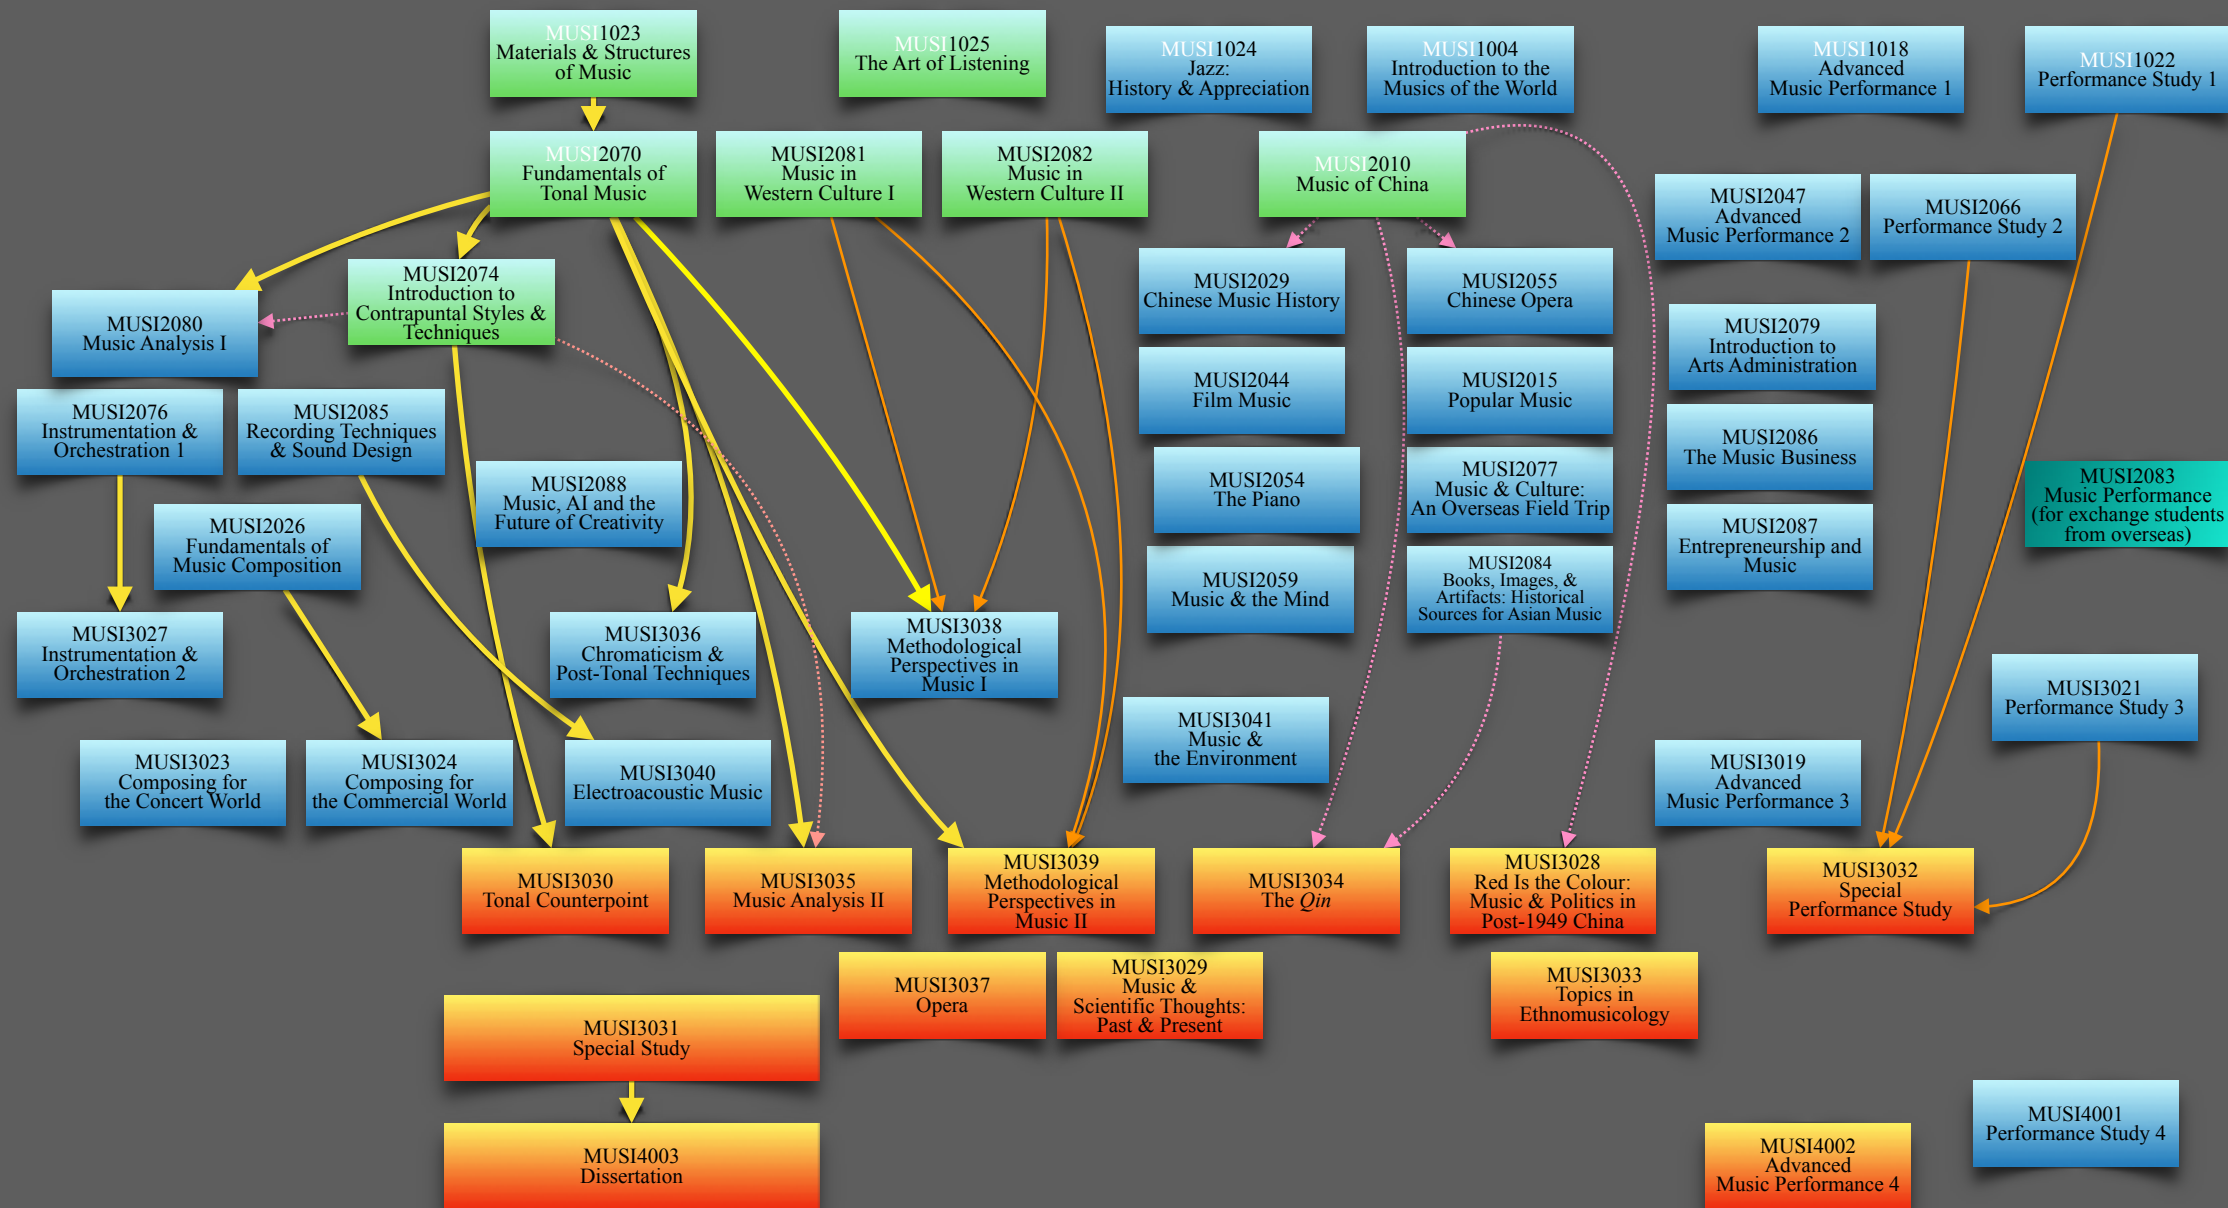 MUSI1023
Materials & Structures
of Music
MUSI1025
The Art of Listening
MUSI1024
Jazz:
History & Appreciation
MUSI1004
Introduction to the
Musics of the World
MUSI1018
Advanced
Music Performance 1
MUSI1022
Performance Study 1
MUSI2070
Fundamentals of
Tonal Music
MUSI2081
Music in
Western Culture I
MUSI2082
Music in
Western Culture II
MUSI2010
Music of China
MUSI2047
Advanced
Music Performance 2
MUSI2066
Performance Study 2
MUSI2074
Introduction to
Contrapuntal Styles &
Techniques
MUSI2029
Chinese Music History
MUSI2055
Chinese Opera
MUSI2080
Music Analysis I
MUSI2079
Introduction to
Arts Administration
MUSI2044
Film Music
MUSI2015
Popular Music
MUSI2076
Instrumentation &
Orchestration 1
MUSI2085
Recording Techniques
& Sound Design
MUSI2086
The Music Business
MUSI2088
Music, AI and the
Future of Creativity
MUSI2054
The Piano
MUSI2077
Music & Culture:
An Overseas Field Trip
MUSI2083
Music Performance
(for exchange students
from overseas)
MUSI2026
Fundamentals of
Music Composition
MUSI2087
Entrepreneurship and
Music
MUSI2059
Music & the Mind
MUSI2084
Books, Images, &
Artifacts: Historical
Sources for Asian Music
MUSI3027
Instrumentation &
Orchestration 2
MUSI3036
Chromaticism &
Post-Tonal Techniques
MUSI3038
Methodological
Perspectives in
Music I
MUSI3021
Performance Study 3
MUSI3041
Music &
the Environment
MUSI3023
Composing for
the Concert World
MUSI3024
Composing for
the Commercial World
MUSI3040
Electroacoustic Music
MUSI3019
Advanced
Music Performance 3
MUSI3030
Tonal Counterpoint
MUSI3035
Music Analysis II
MUSI3039
Methodological
Perspectives in
Music II
MUSI3034
The Qin
MUSI3028
Red Is the Colour:
Music & Politics in
Post-1949 China
MUSI3032
Special
Performance Study
MUSI3037
Opera
MUSI3029
Music &
Scientific Thoughts:
Past & Present
MUSI3033
Topics in
Ethnomusicology
MUSI3031
Special Study
MUSI4001
Performance Study 4
MUSI4003
Dissertation
MUSI4002
Advanced
Music Performance 4